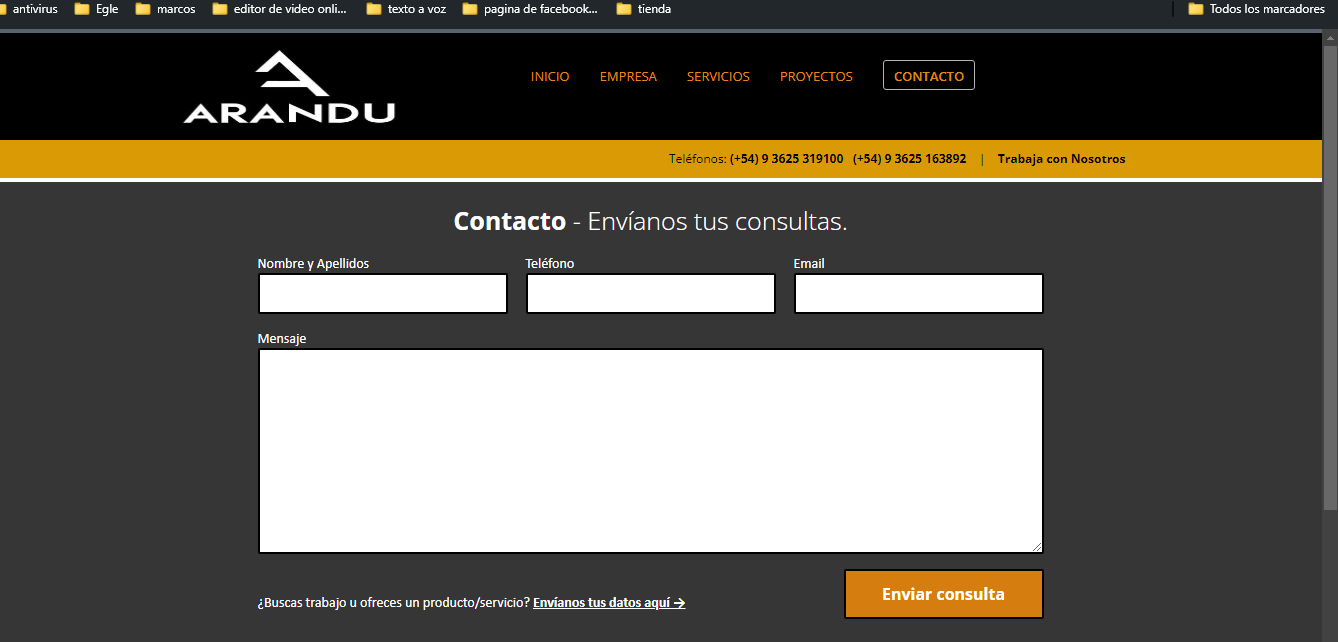 antivirus Egle marcos editor de video onli... texto a voz pagina de facebook... tienda Todos los marcadores
ARANDU
INICIO EMPRESA SERVICIOS PROYECTOS CONTACTO
Teléfonos: (+54) 9 3625 319100 (+54) 9 3625 163892 | Trabaja con Nosotros
Contacto - Envíanos tus consultas.
Nombre y Apellidos Teléfono Email
Mensaje
¿Buscas trabajo u ofreces un producto/servicio? Envíanos tus datos aquí →
Enviar consulta